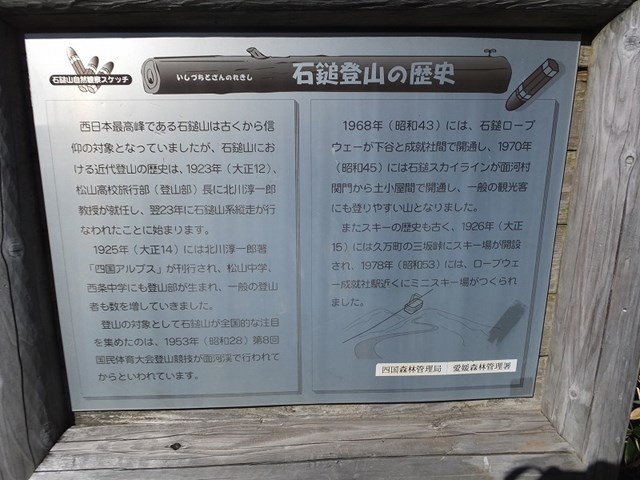 石鎚山自然観察スケッチ
いしづちとざんのれきし
石鎚登山の歴史
西日本最高峰である石鎚山は古くから信
仰の対象となっていましたが、石鎚山にお
ける近代登山の歴史は、1923年（大正12）、
松山高校旅行部（登山部）長に北川淳一郎
教授が就任し、翌23年に石鎚山系縦走が行
なわれたことに始まります。
1925年（大正14）には北川淳一郎著
「四国アルプス」が刊行され、松山中学、
西条中学にも登山部が生まれ、一般の登山
者も数を増していきました。
登山の対象として石鎚山が全国的な注目
を集めたのは、1953年（昭和28）第8回
国民体育大会登山競技が面河渓で行われて
からといわれています。
1968年（昭和43）には、石鎚ロープ
ウェーが下谷と成就社間で開通し、1970年
（昭和45）には石鎚スカイラインが面河村
関門から土小屋間で開通し、一般の観光客
にも登りやすい山となりました。
またスキーの歴史も古く、1926年（大正
15）には久万町の三坂峠にスキー場が開設
され、1978年（昭和53）には、ロープウェ
ー成就社駅近くにミニスキー場がつくられ
ました。
四国森林管理局 愛媛森林管理署